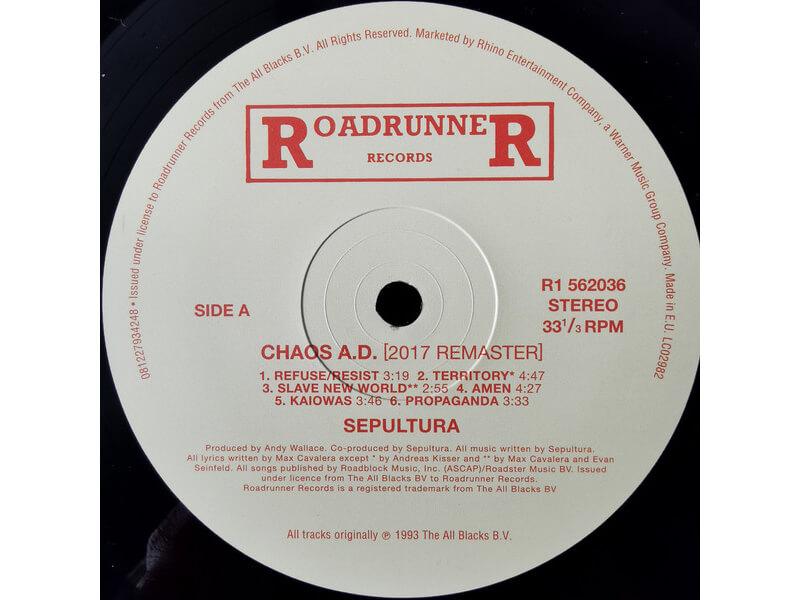 081227934248 • Issued under license to Roadrunner Records from The All Blacks B.V. All Rights Reserved. Marketed by Rhino Entertainment Company, a Warner Music Group Company. Made in E.U. LC02982
ROADRUNNER
RECORDS
SIDE A
R1 562036
STEREO
33 1/3 RPM
CHAOS A.D. [2017 REMASTER]
1. REFUSE/RESIST 3:19 2. TERRITORY* 4:47
3. SLAVE NEW WORLD** 2:55 4. AMEN 4:27
5. KAIOWAS 3:46 6. PROPAGANDA 3:33
SEPULTURA
Produced by Andy Wallace. Co-produced by Sepultura. All music written by Sepultura.
All lyrics written by Max Cavalera except * by Andreas Kisser and ** by Max Cavalera and Evan
Seinfeld. All songs published by Roadblock Music, Inc. (ASCAP)/Roadster Music BV. Issued
under licence from The All Blacks BV to Roadrunner Records.
Roadrunner Records is a registered trademark from The All Blacks BV
All tracks originally ℗ 1993 The All Blacks B.V.